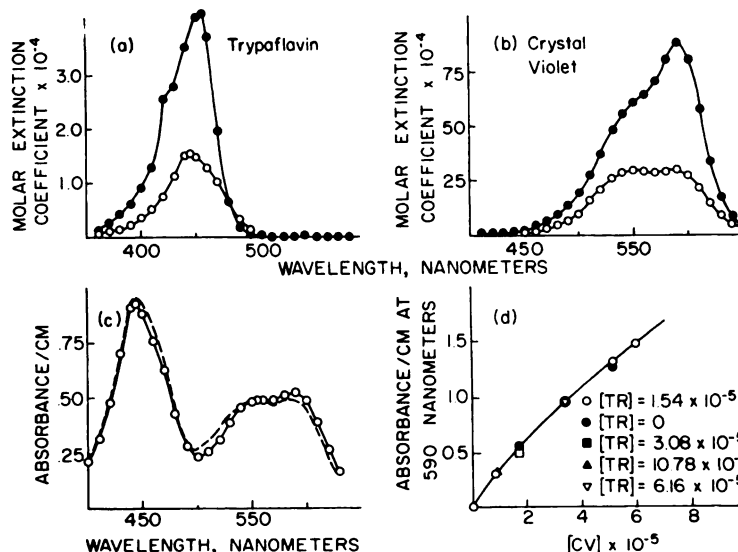 (a) Trypaflavin
MOLAR EXTINCTION
COEFFICIENT x 10-4
3.0
2.0
1.0
400
500
(b) Crystal
Violet
MOLAR EXTINCTION
COEFFICIENT x 10-4
75
50
25
450
550
WAVELENGTH, NANOMETERS
(c)
ABSORBANCE/CM
.75
.50
.25
450
550
WAVELENGTH, NANOMETERS
(d)
ABSORBANCE/CM AT
590 NANOMETERS
1.5
1.0
0.5
○ [TR] = 1.54 x 10-5
● [TR] = 0
■ [TR] = 3.08 x 10-5
▲ [TR] = 10.78 x 10-
▽ [TR] = 6.16 x 10-5
0
2
4
6
8
[CV] x 10-5